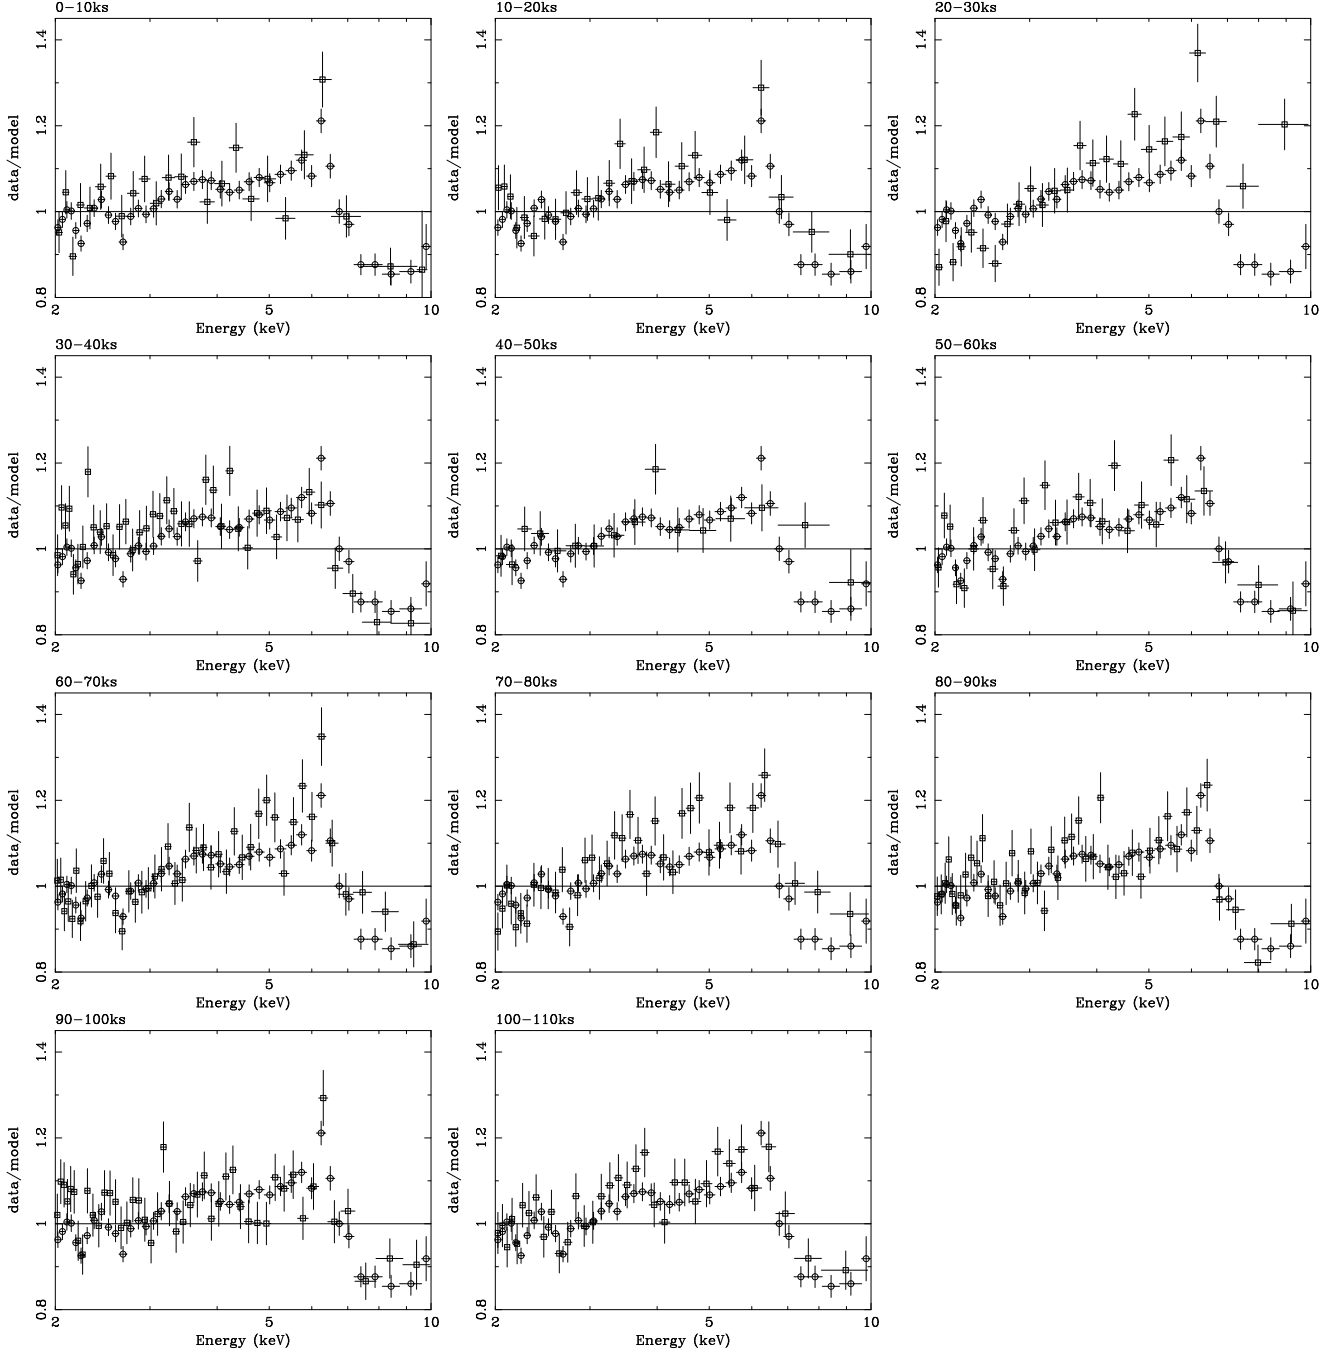 0-10ks
10-20ks
20-30ks
data/model
0.8 1 1.2 1.4
2 5 10
Energy (keV)
data/model
0.8 1 1.2 1.4
2 5 10
Energy (keV)
data/model
0.8 1 1.2 1.4
2 5 10
Energy (keV)
30-40ks
40-50ks
50-60ks
data/model
0.8 1 1.2 1.4
2 5 10
Energy (keV)
data/model
0.8 1 1.2 1.4
2 5 10
Energy (keV)
data/model
0.8 1 1.2 1.4
2 5 10
Energy (keV)
60-70ks
70-80ks
80-90ks
data/model
0.8 1 1.2 1.4
2 5 10
Energy (keV)
data/model
0.8 1 1.2 1.4
2 5 10
Energy (keV)
data/model
0.8 1 1.2 1.4
2 5 10
Energy (keV)
90-100ks
100-110ks
data/model
0.8 1 1.2 1.4
2 5 10
Energy (keV)
data/model
0.8 1 1.2 1.4
2 5 10
Energy (keV)